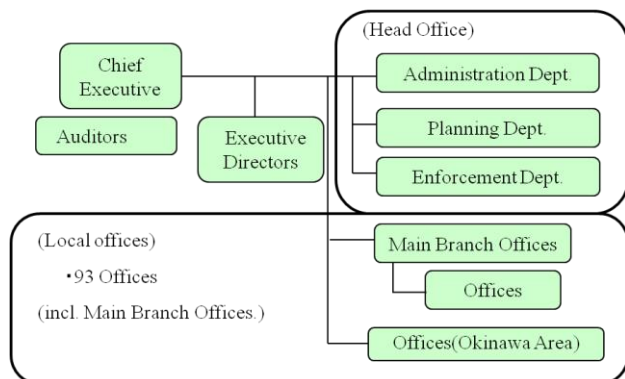 (Head Office)
Chief
Executive
Administration Dept.
Auditors
Executive
Directors
Planning Dept.
Enforcement Dept.
(Local offices)
•93 Offices
(incl. Main Branch Offices.)
Main Branch Offices
Offices
Offices(Okinawa Area)